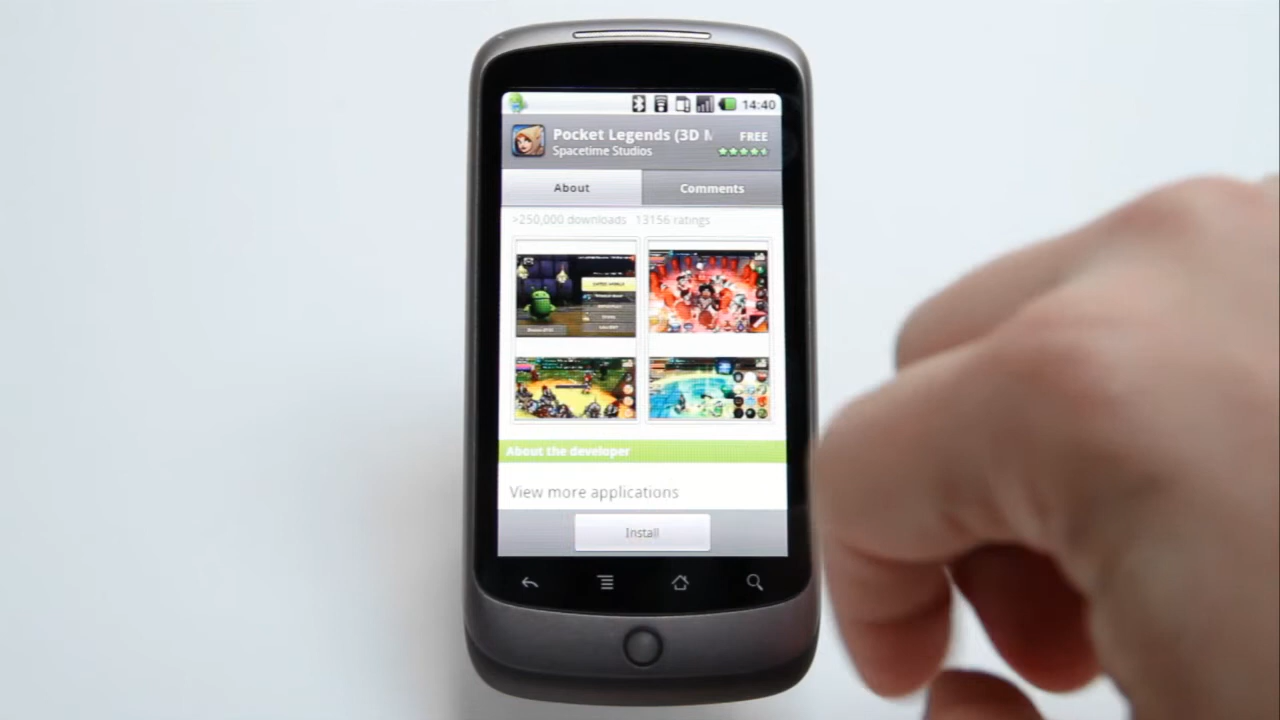 14:40
Pocket Legends (3D M FREE
Spacetime Studios
About Comments
>250,000 downloads 13156 ratings
About the developer
View more applications
Install